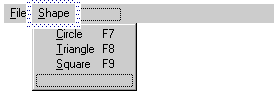 File Shape
Circle F7
Triangle F8
Square F9